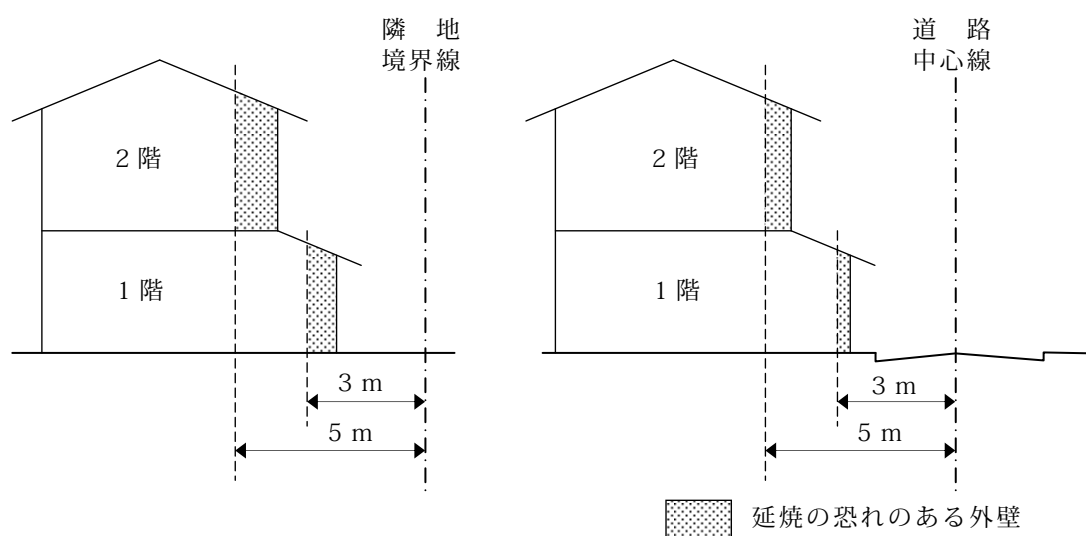 隣 地
境界線
2 階
1 階
3 m
5 m
道 路
中心線
2 階
1 階
3 m
5 m
延焼の恐れのある外壁